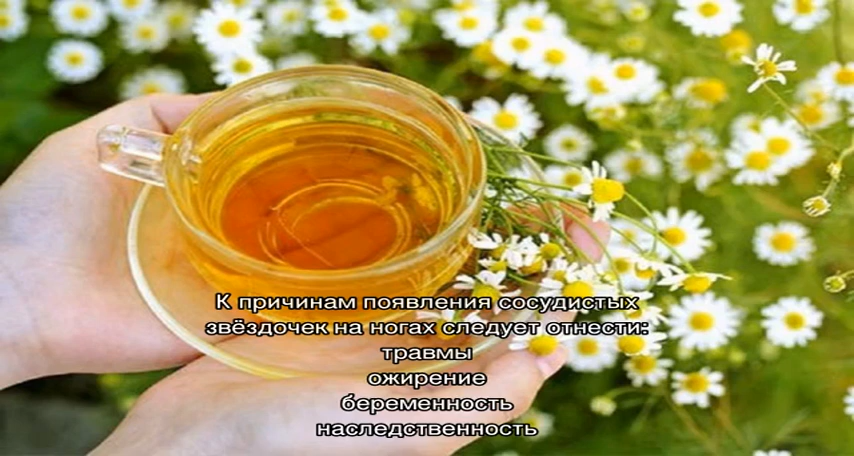 К причинам появления сосудистых
звёздочек на ногах следует отнести:
травмы
ожирение
беременность
наследственность